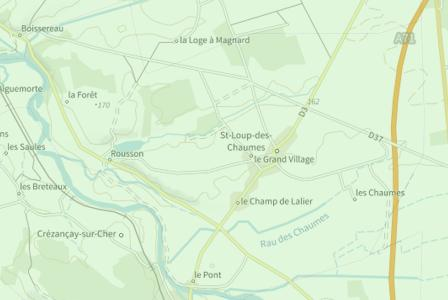 Boissereau
la Loge à Magnard
A71
la Forêt
Aiguemorte
170
162
D3
ns
St-Loup-des-
Chaumes
D37
les Saules
Rousson
le Grand Village
les Breteaux
les Chaumes
le Champ de Lalier
Crézançay-sur-Cher
Rau des Chaumes
le Pont